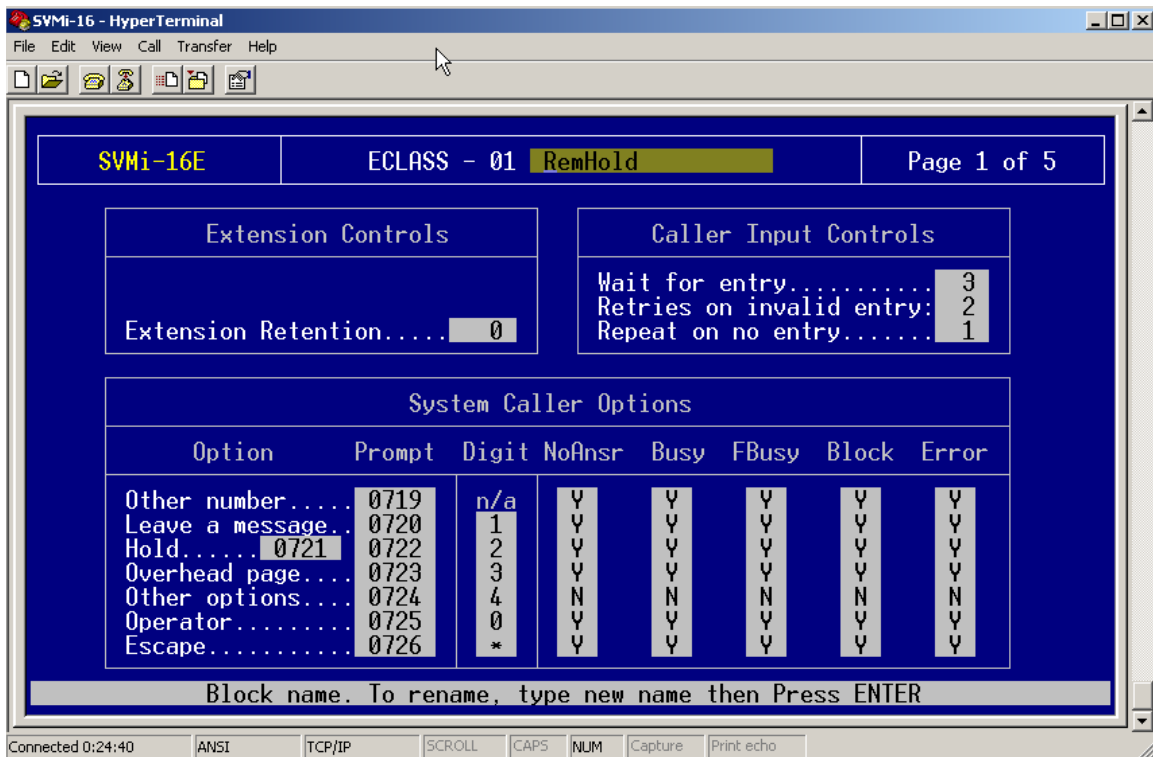 SVMi-16 - HyperTerminal
File Edit View Call Transfer Help
SVMi-16E ECLASS - 01 RemHold Page 1 of 5
Extension Controls
Extension Retention..... 0
Caller Input Controls
Wait for entry........... 3
Retries on invalid entry: 2
Repeat on no entry....... 1
System Caller Options
Option Prompt Digit NoAnsr Busy FBusy Block Error
Other number..... 0719 n/a Y Y Y Y Y
Leave a message.. 0720 1 Y Y Y Y Y
Hold...... 0721 0722 2 Y Y Y Y Y
Overhead page.... 0723 3 Y Y Y Y Y
Other options.... 0724 4 N N N N N
Operator......... 0725 0 Y Y Y Y Y
Escape........... 0726 * Y Y Y Y Y
Block name. To rename, type new name then Press ENTER
Connected 0:24:40 ANSI TCP/IP SCROLL CAPS NUM Capture Print echo